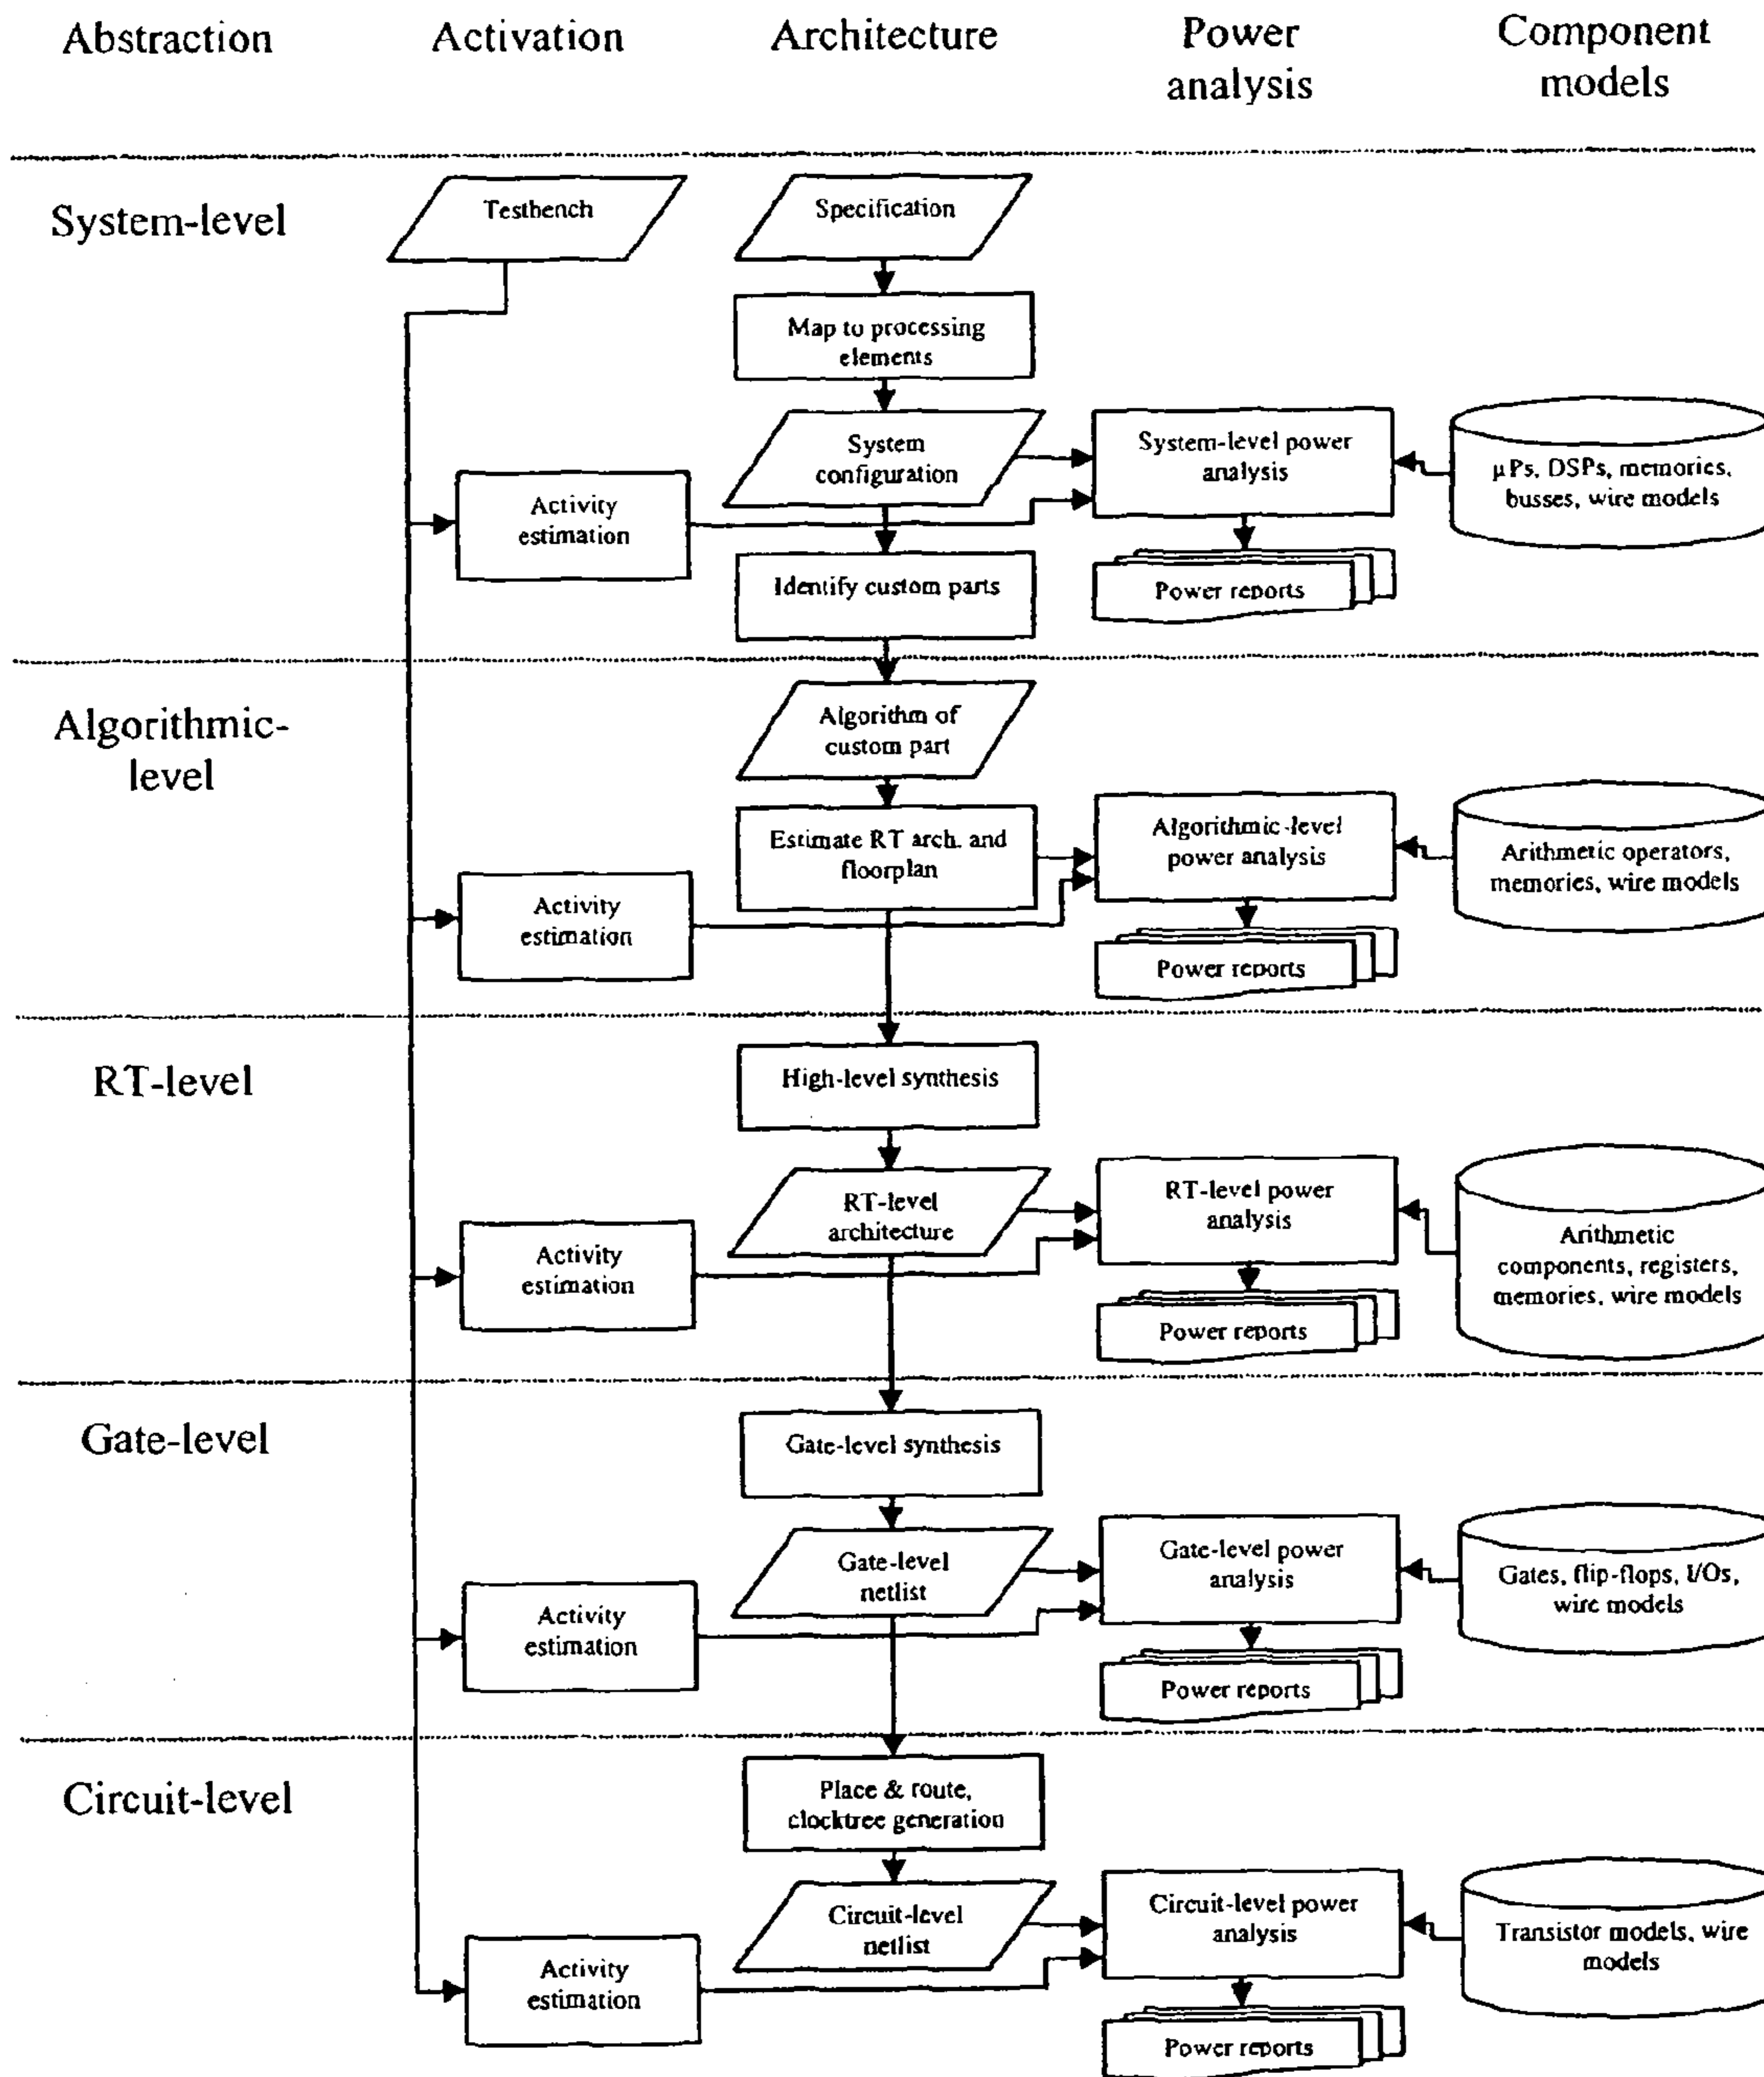 Abstraction
Activation
Architecture
Power
analysis
Component
models
System-level
Testbench
Specification
Map to processing
elements
System
configuration
System-level power
analysis
μPs, DSPs, memories,
busses, wire models
Activity
estimation
Identify custom parts
Power reports
Algorithmic-
level
Algorithm of
custom part
Estimate RT arch. and
floorplan
Algorithmic-level
power analysis
Arithmetic operators,
memories, wire models
Activity
estimation
Power reports
RT-level
High-level synthesis
RT-level
architecture
RT-level power
analysis
Arithmetic
components, registers,
memories, wire models
Activity
estimation
Power reports
Gate-level
Gate-level synthesis
Gate-level
netlist
Gate-level power
analysis
Gates, flip-flops, I/Os,
wire models
Activity
estimation
Power reports
Circuit-level
Place & route,
clocktree generation
Circuit-level
netlist
Circuit-level power
analysis
Transistor models, wire
models
Activity
estimation
Power reports